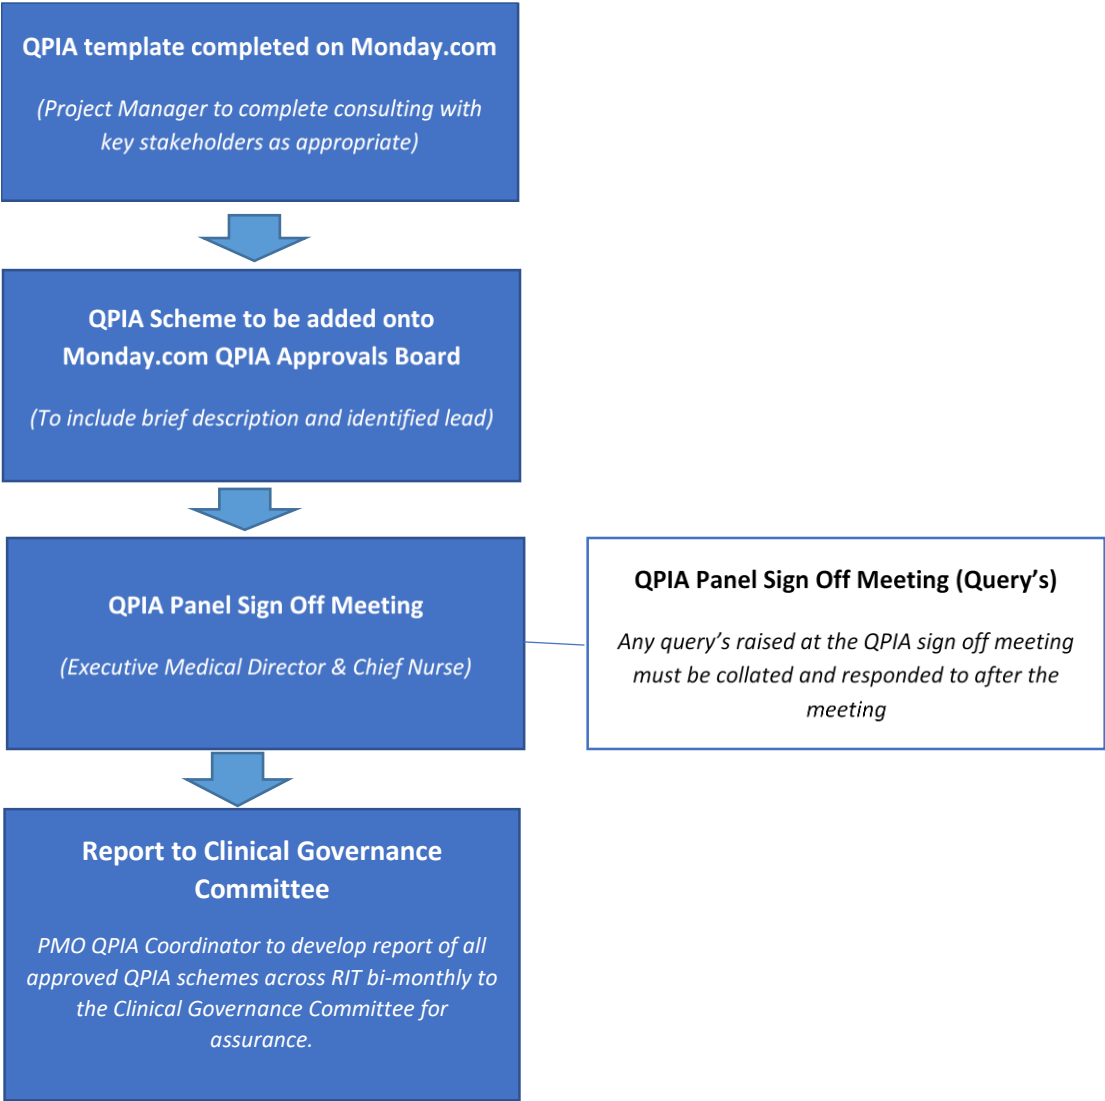 QPIA template completed on Monday.com
(Project Manager to complete consulting with
key stakeholders as appropriate)
QPIA Scheme to be added onto
Monday.com QPIA Approvals Board
(To include brief description and identified lead)
QPIA Panel Sign Off Meeting
(Executive Medical Director & Chief Nurse)
QPIA Panel Sign Off Meeting (Query’s)
Any query’s raised at the QPIA sign off meeting
must be collated and responded to after the
meeting
Report to Clinical Governance
Committee
PMO QPIA Coordinator to develop report of all
approved QPIA schemes across RIT bi-monthly to
the Clinical Governance Committee for
assurance.